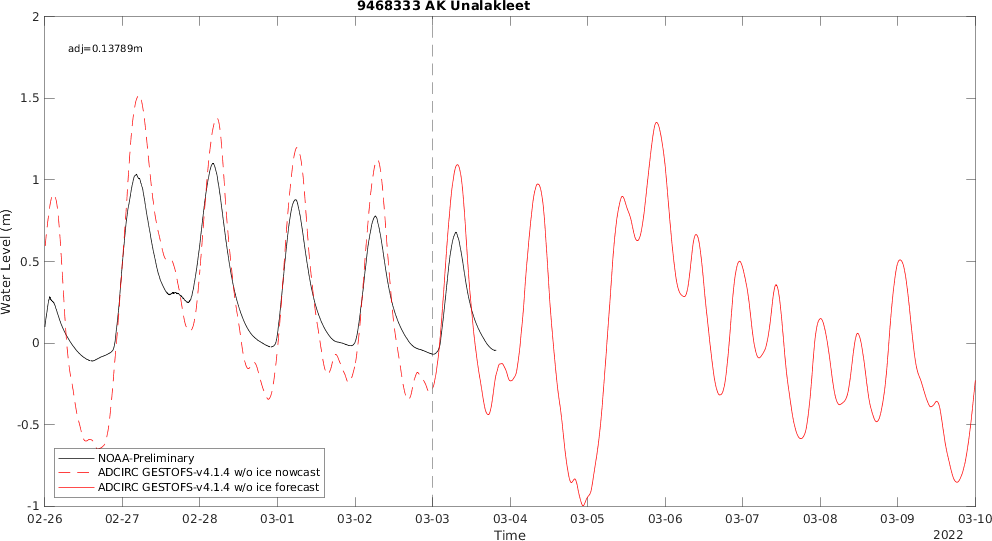 9468333 AK Unalakleet
adj=0.13789m
2
1.5
1
0.5
0
-0.5
-1
Water Level (m)
NOAA-Preliminary
ADCIRC GESTOFS-v4.1.4 w/o ice nowcast
ADCIRC GESTOFS-v4.1.4 w/o ice forecast
02-26 02-27 02-28 03-01 03-02 03-03 03-04 03-05 03-06 03-07 03-08 03-09 03-10
Time
2022